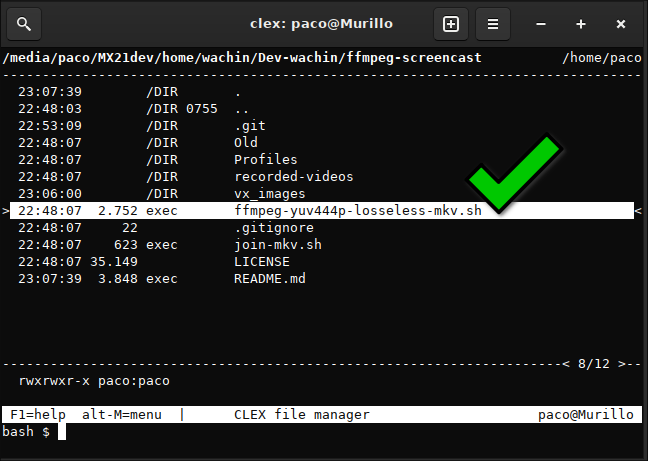 clex: paco@Murillo
/media/paco/MX21dev/home/wachin/Dev-wachin/ffmpeg-screencast /home/paco
--------------------------------------------------------------------------------
23:07:39 /DIR .
22:48:03 /DIR 0755 ..
22:53:09 /DIR .git
22:48:07 /DIR Old
22:48:07 /DIR Profiles
22:48:07 /DIR recorded-videos
23:06:00 /DIR vx_images
> 22:48:07 2.752 exec ffmpeg-yuv444p-losseless-mkv.sh <
22:48:07 22 .gitignore
22:48:07 623 exec join-mkv.sh
22:48:07 35.149 LICENSE
23:07:39 3.848 exec README.md
----------------------------------------------------------------------< 8/12 >--
rwxrwxr-x paco:paco
F1=help alt-M=menu | CLEX file manager paco@Murillo
bash $